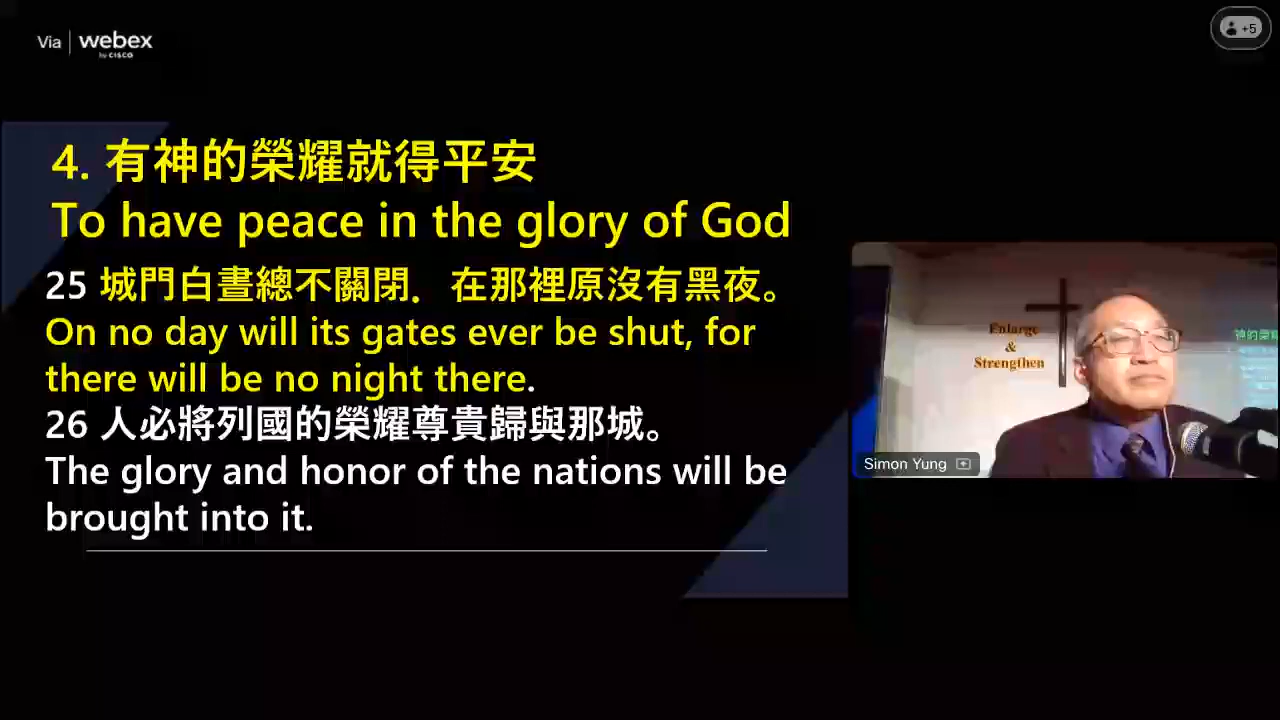 Via | webex
by CISCO
+5
4. 有神的榮耀就得平安
To have peace in the glory of God
25 城門白晝總不關閉．在那裡原沒有黑夜。
On no day will its gates ever be shut, for
there will be no night there.
26 人必將列國的榮耀尊貴歸與那城。
The glory and honor of the nations will be
brought into it.
Enlarge
&
Strengthen
神的榮耀
Simon Yung